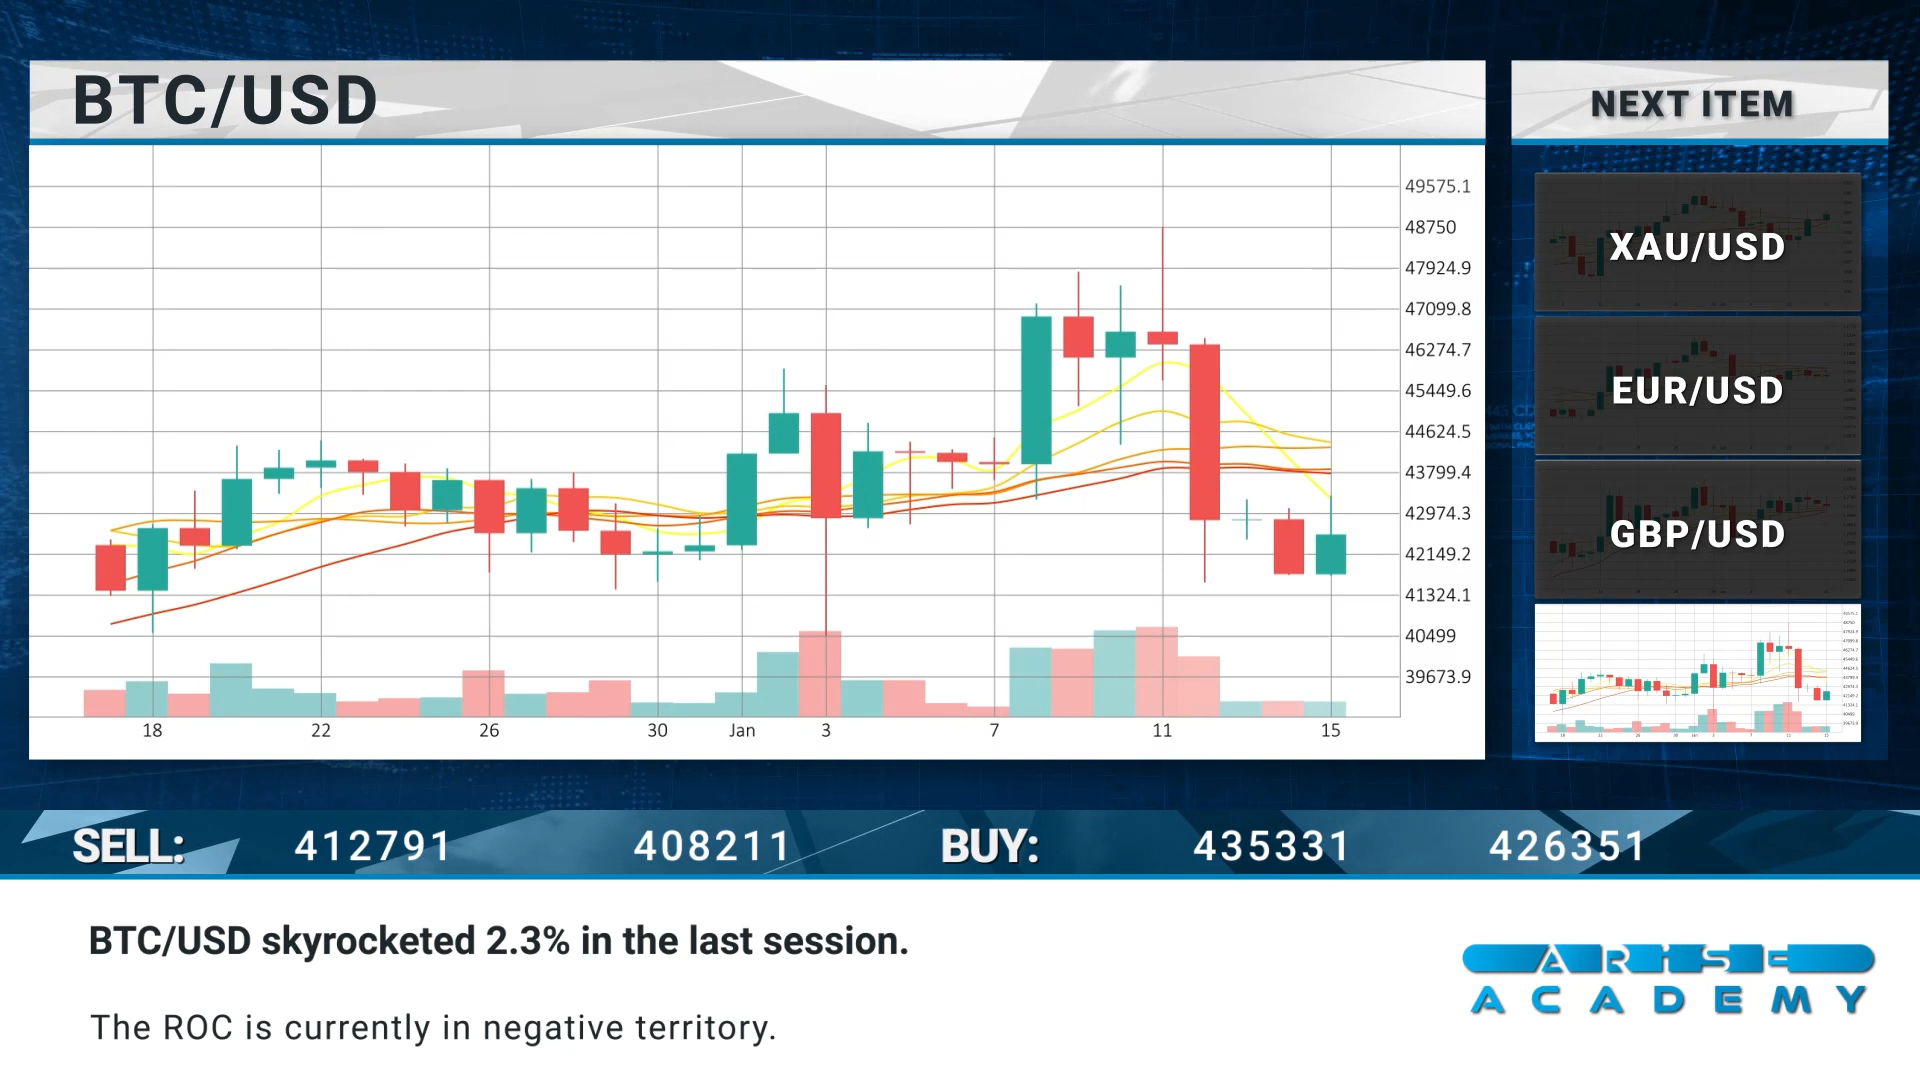 BTC/USD
NEXT ITEM
49575.1
48750
47924.9
47099.8
46274.7
45449.6
44624.5
43799.4
42974.3
42149.2
41324.1
40499
39673.9
18 22 26 30 Jan 3 7 11 15
XAU/USD
EUR/USD
GBP/USD
SELL: 412791 408211 BUY: 435331 426351
BTC/USD skyrocketed 2.3% in the last session.
The ROC is currently in negative territory.
ARISE
ACADEMY